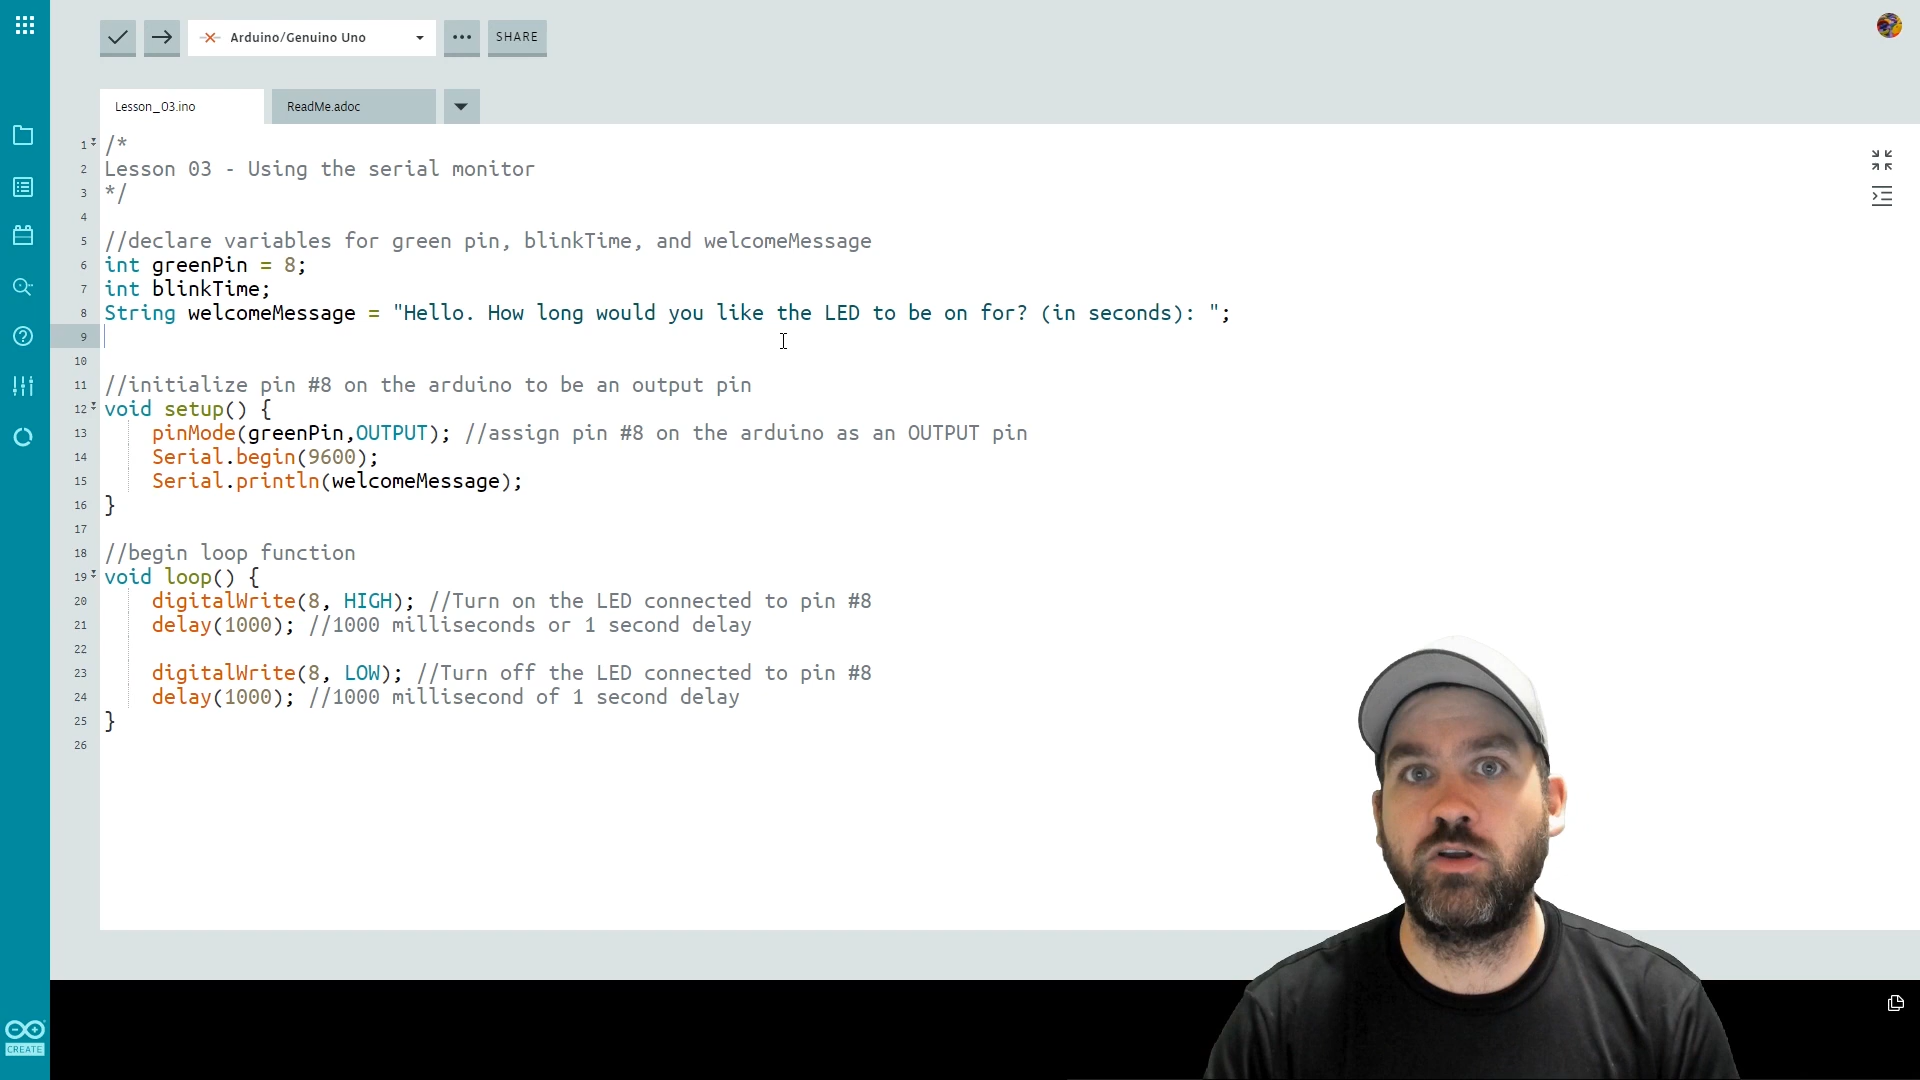 Arduino/Genuino Uno
SHARE
Lesson_03.ino
ReadMe.adoc
1 /*
2 Lesson 03 - Using the serial monitor
3 */
4
5 //declare variables for green pin, blinkTime, and welcomeMessage
6 int greenPin = 8;
7 int blinkTime;
8 String welcomeMessage = "Hello. How long would you like the LED to be on for? (in seconds): ";
9
10
11 //initialize pin #8 on the arduino to be an output pin
12 void setup() {
13 pinMode(greenPin,OUTPUT); //assign pin #8 on the arduino as an OUTPUT pin
14 Serial.begin(9600);
15 Serial.println(welcomeMessage);
16 }
17
18 //begin loop function
19 void loop() {
20 digitalWrite(8, HIGH); //Turn on the LED connected to pin #8
21 delay(1000); //1000 milliseconds or 1 second delay
22
23 digitalWrite(8, LOW); //Turn off the LED connected to pin #8
24 delay(1000); //1000 millisecond of 1 second delay
25 }
26
CREATE